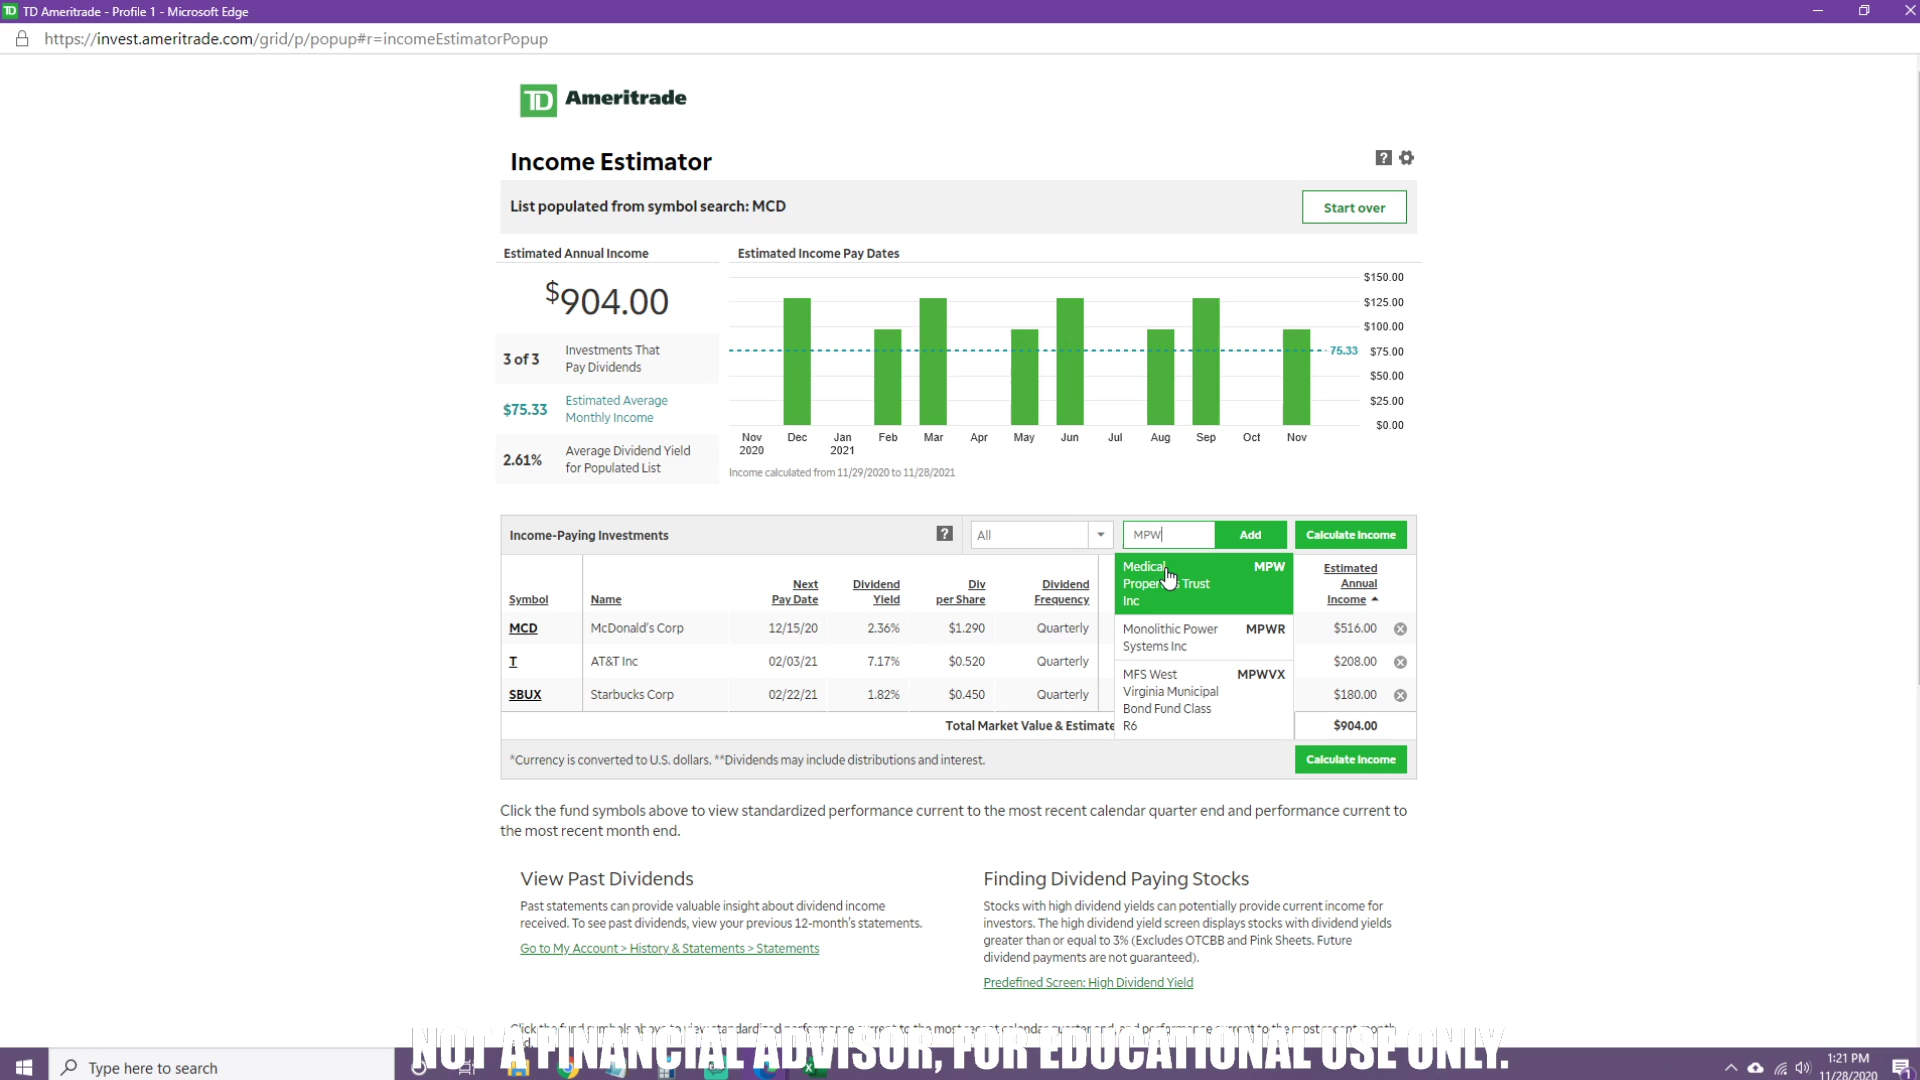 TD Ameritrade - Profile 1 - Microsoft Edge
https://invest.ameritrade.com/grid/p/popup#r=incomeEstimatorPopup
TD Ameritrade
Income Estimator
?
List populated from symbol search: MCD
Start over
Estimated Annual Income
Estimated Income Pay Dates
$904.00
3 of 3
Investments That
Pay Dividends
$75.33
Estimated Average
Monthly Income
2.61%
Average Dividend Yield
for Populated List
$150.00
$125.00
$100.00
75.33 $75.00
$50.00
$25.00
$0.00
Nov Dec Jan Feb Mar Apr May Jun Jul Aug Sep Oct Nov
2020 2021
Income calculated from 11/29/2020 to 11/28/2021
Income-Paying Investments ? All MPW Add Calculate Income
Symbol Name Next Pay Date Dividend Yield Div per Share Dividend Frequency Estimated Annual Income
MCD McDonald's Corp 12/15/20 2.36% $1.290 Quarterly $516.00
T AT&T Inc 02/03/21 7.17% $0.520 Quarterly $208.00
SBUX Starbucks Corp 02/22/21 1.82% $0.450 Quarterly $180.00
Total Market Value & Estimate $904.00
Medical MPW
Trust
Inc
Monolithic Power MPWR
Systems Inc
MFS West MPWVX
Virginia Municipal
Bond Fund Class
R6
*Currency is converted to U.S. dollars. **Dividends may include distributions and interest.
Calculate Income
Click the fund symbols above to view standardized performance current to the most recent calendar quarter end and performance current to
the most recent month end.
View Past Dividends
Past statements can provide valuable insight about dividend income
received. To see past dividends, view your previous 12-month's statements.
Go to My Account > History & Statements > Statements
Finding Dividend Paying Stocks
Stocks with high dividend yields can potentially provide current income for
investors. The high dividend yield screen displays stocks with dividend yields
greater than or equal to 3% (Excludes OTCBB and Pink Sheets. Future
dividend payments are not guaranteed).
Predefined Screen: High Dividend Yield
NOT A FINANCIAL ADVISOR, FOR EDUCATIONAL USE ONLY.
Type here to search
1:21 PM
11/28/2020
1